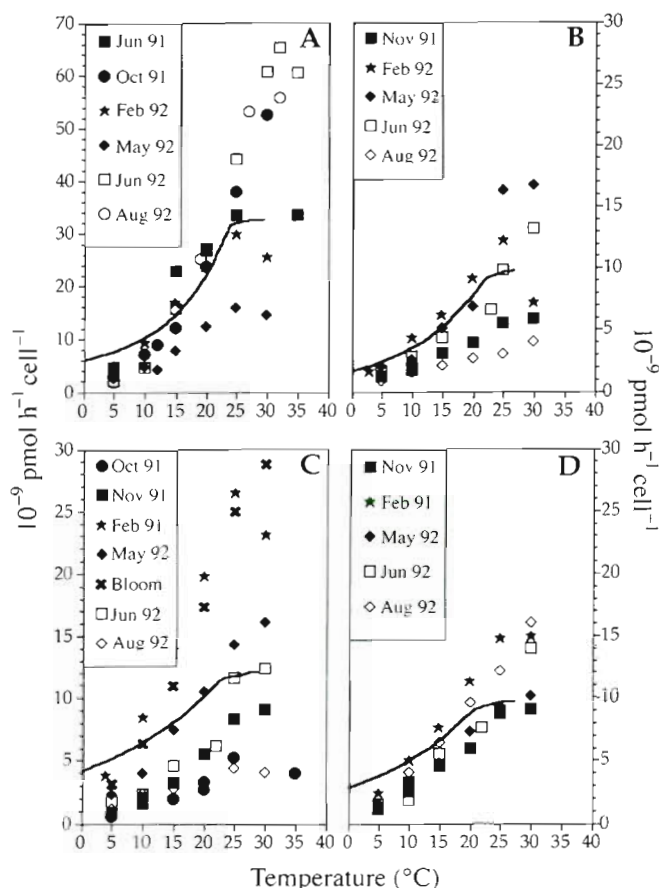 A
Jun 91
Oct 91
Feb 92
May 92
Jun 92
Aug 92
80
70
60
50
40
30
20
10
0
0 5 10 15 20 25 30 35 40
B
Nov 91
Feb 92
May 92
Jun 92
Aug 92
30
25
20
15
10
5
0
0 5 10 15 20 25 30 35 40
10⁻⁹ pmol h⁻¹ cell⁻¹
10⁻⁹ pmol h⁻¹ cell⁻¹
C
Oct 91
Nov 91
Feb 91
May 92
Bloom
Jun 92
Aug 92
30
25
20
15
10
5
0
0 5 10 15 20 25 30 35 40
D
Nov 91
Feb 91
May 92
Jun 92
Aug 92
30
25
20
15
10
5
0
0 5 10 15 20 25 30 35 40
Temperature (°C)